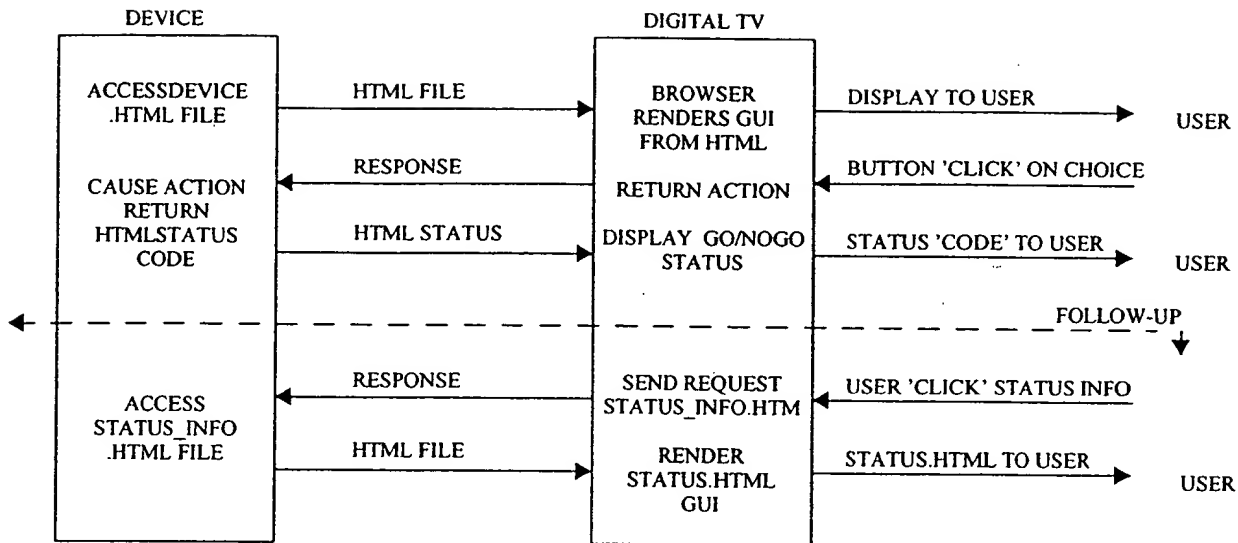 DEVICE
DIGITAL TV
ACCESSDEVICE
.HTML FILE
HTML FILE
BROWSER
RENDERS GUI
FROM HTML
DISPLAY TO USER
USER
CAUSE ACTION
RETURN
HTMLSTATUS
CODE
RESPONSE
RETURN ACTION
BUTTON 'CLICK' ON CHOICE
HTML STATUS
DISPLAY GO/NOGO
STATUS
STATUS 'CODE' TO USER
USER
FOLLOW-UP
ACCESS
STATUS_INFO
.HTML FILE
RESPONSE
SEND REQUEST
STATUS_INFO.HTM
USER 'CLICK' STATUS INFO
HTML FILE
RENDER
STATUS.HTML
GUI
STATUS.HTML TO USER
USER